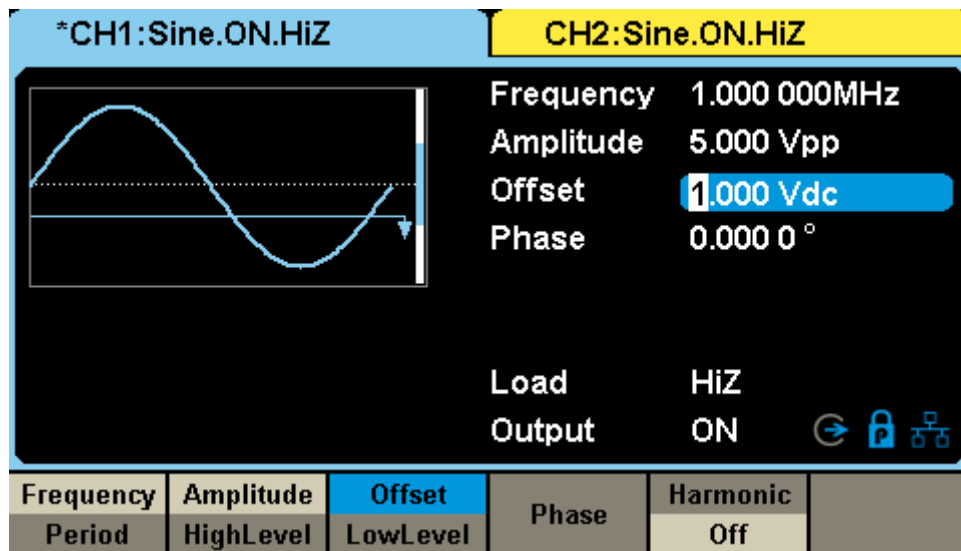 *CH1:Sine.ON.HiZ
CH2:Sine.ON.HiZ
Frequency 1.000 000MHz
Amplitude 5.000 Vpp
Offset 1.000 Vdc
Phase 0.000 0 °
Load HiZ
Output ON
P
Frequency Amplitude Offset Phase Harmonic
Period HighLevel LowLevel Off